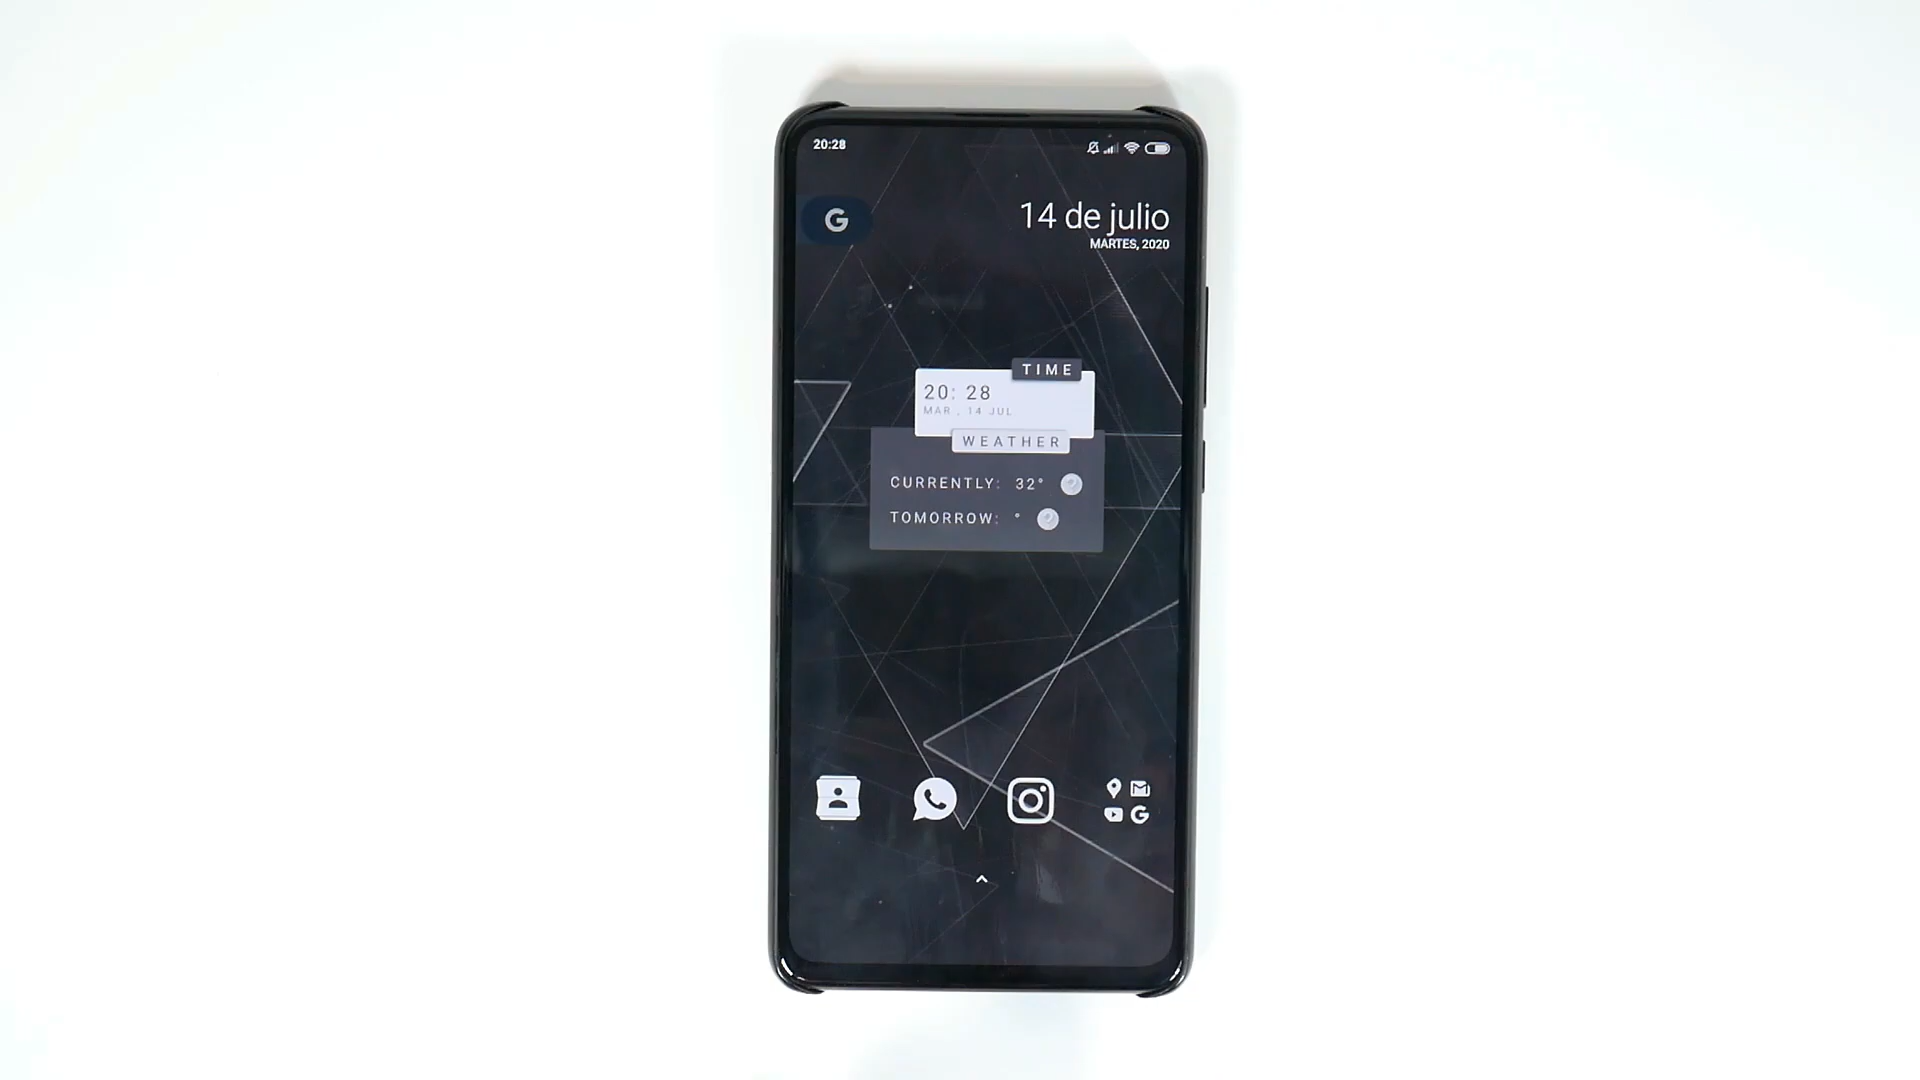 20:28
G
14 de julio
MARTES, 2020
TIME
20: 28
MAR , 14 JUL
WEATHER
CURRENTLY: 32°
TOMORROW: °
G